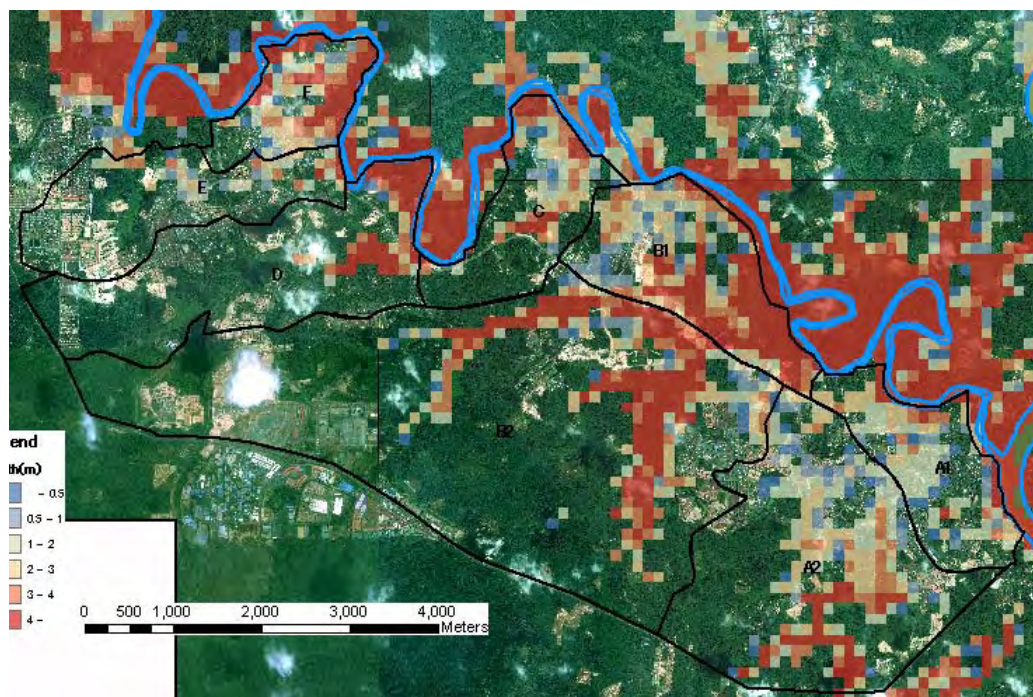 F
E
C
B1
D
B2
A1
A2
end
th(m)
- 0.5
0.5 - 1
1 - 2
2 - 3
3 - 4
4 -
0 500 1,000 2,000 3,000 4,000
Meters